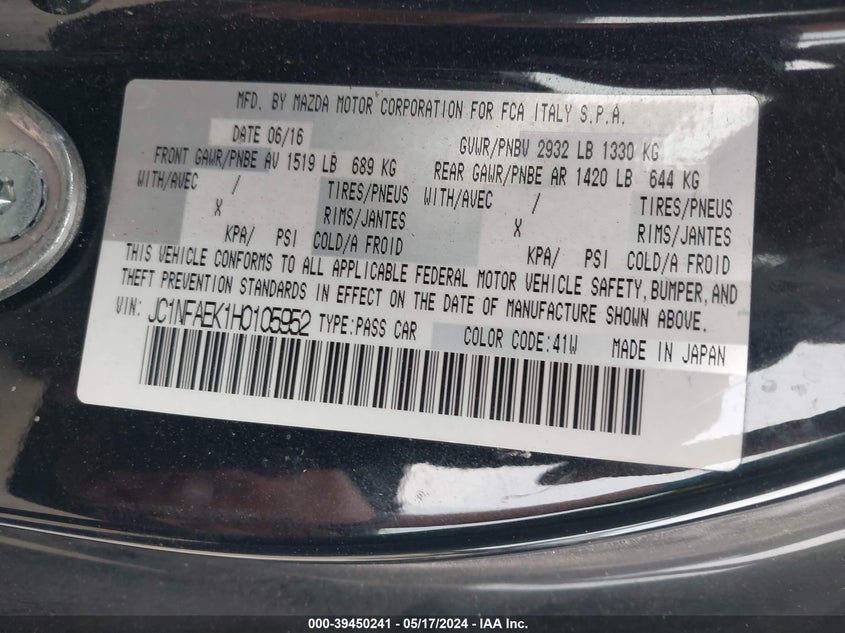 MFD. BY MAZDA MOTOR CORPORATION FOR FCA ITALY S.P.A.
DATE 06/16 GVWR/PNBV 2932 LB 1330 KG
FRONT GAWR/PNBE AV 1519 LB 689 KG REAR GAWR/PNBE AR 1420 LB 644 KG
WITH/AVEC / TIRES/PNEUS WITH/AVEC / TIRES/PNEUS
X RIMS/JANTES X RIMS/JANTES
KPA/ PSI COLD/A FROID KPA/ PSI COLD/A FROID
THIS VEHICLE CONFORMS TO ALL APPLICABLE FEDERAL MOTOR VEHICLE SAFETY, BUMPER, AND
THEFT PREVENTION STANDARDS IN EFFECT ON THE DATE OF MANUFACTURE SHOWN ABOVE.
VIN: JC1NFAEK1H0105952 TYPE:PASS CAR COLOR CODE:41W MADE IN JAPAN
000-39450241 - 05/17/2024 - IAA Inc.